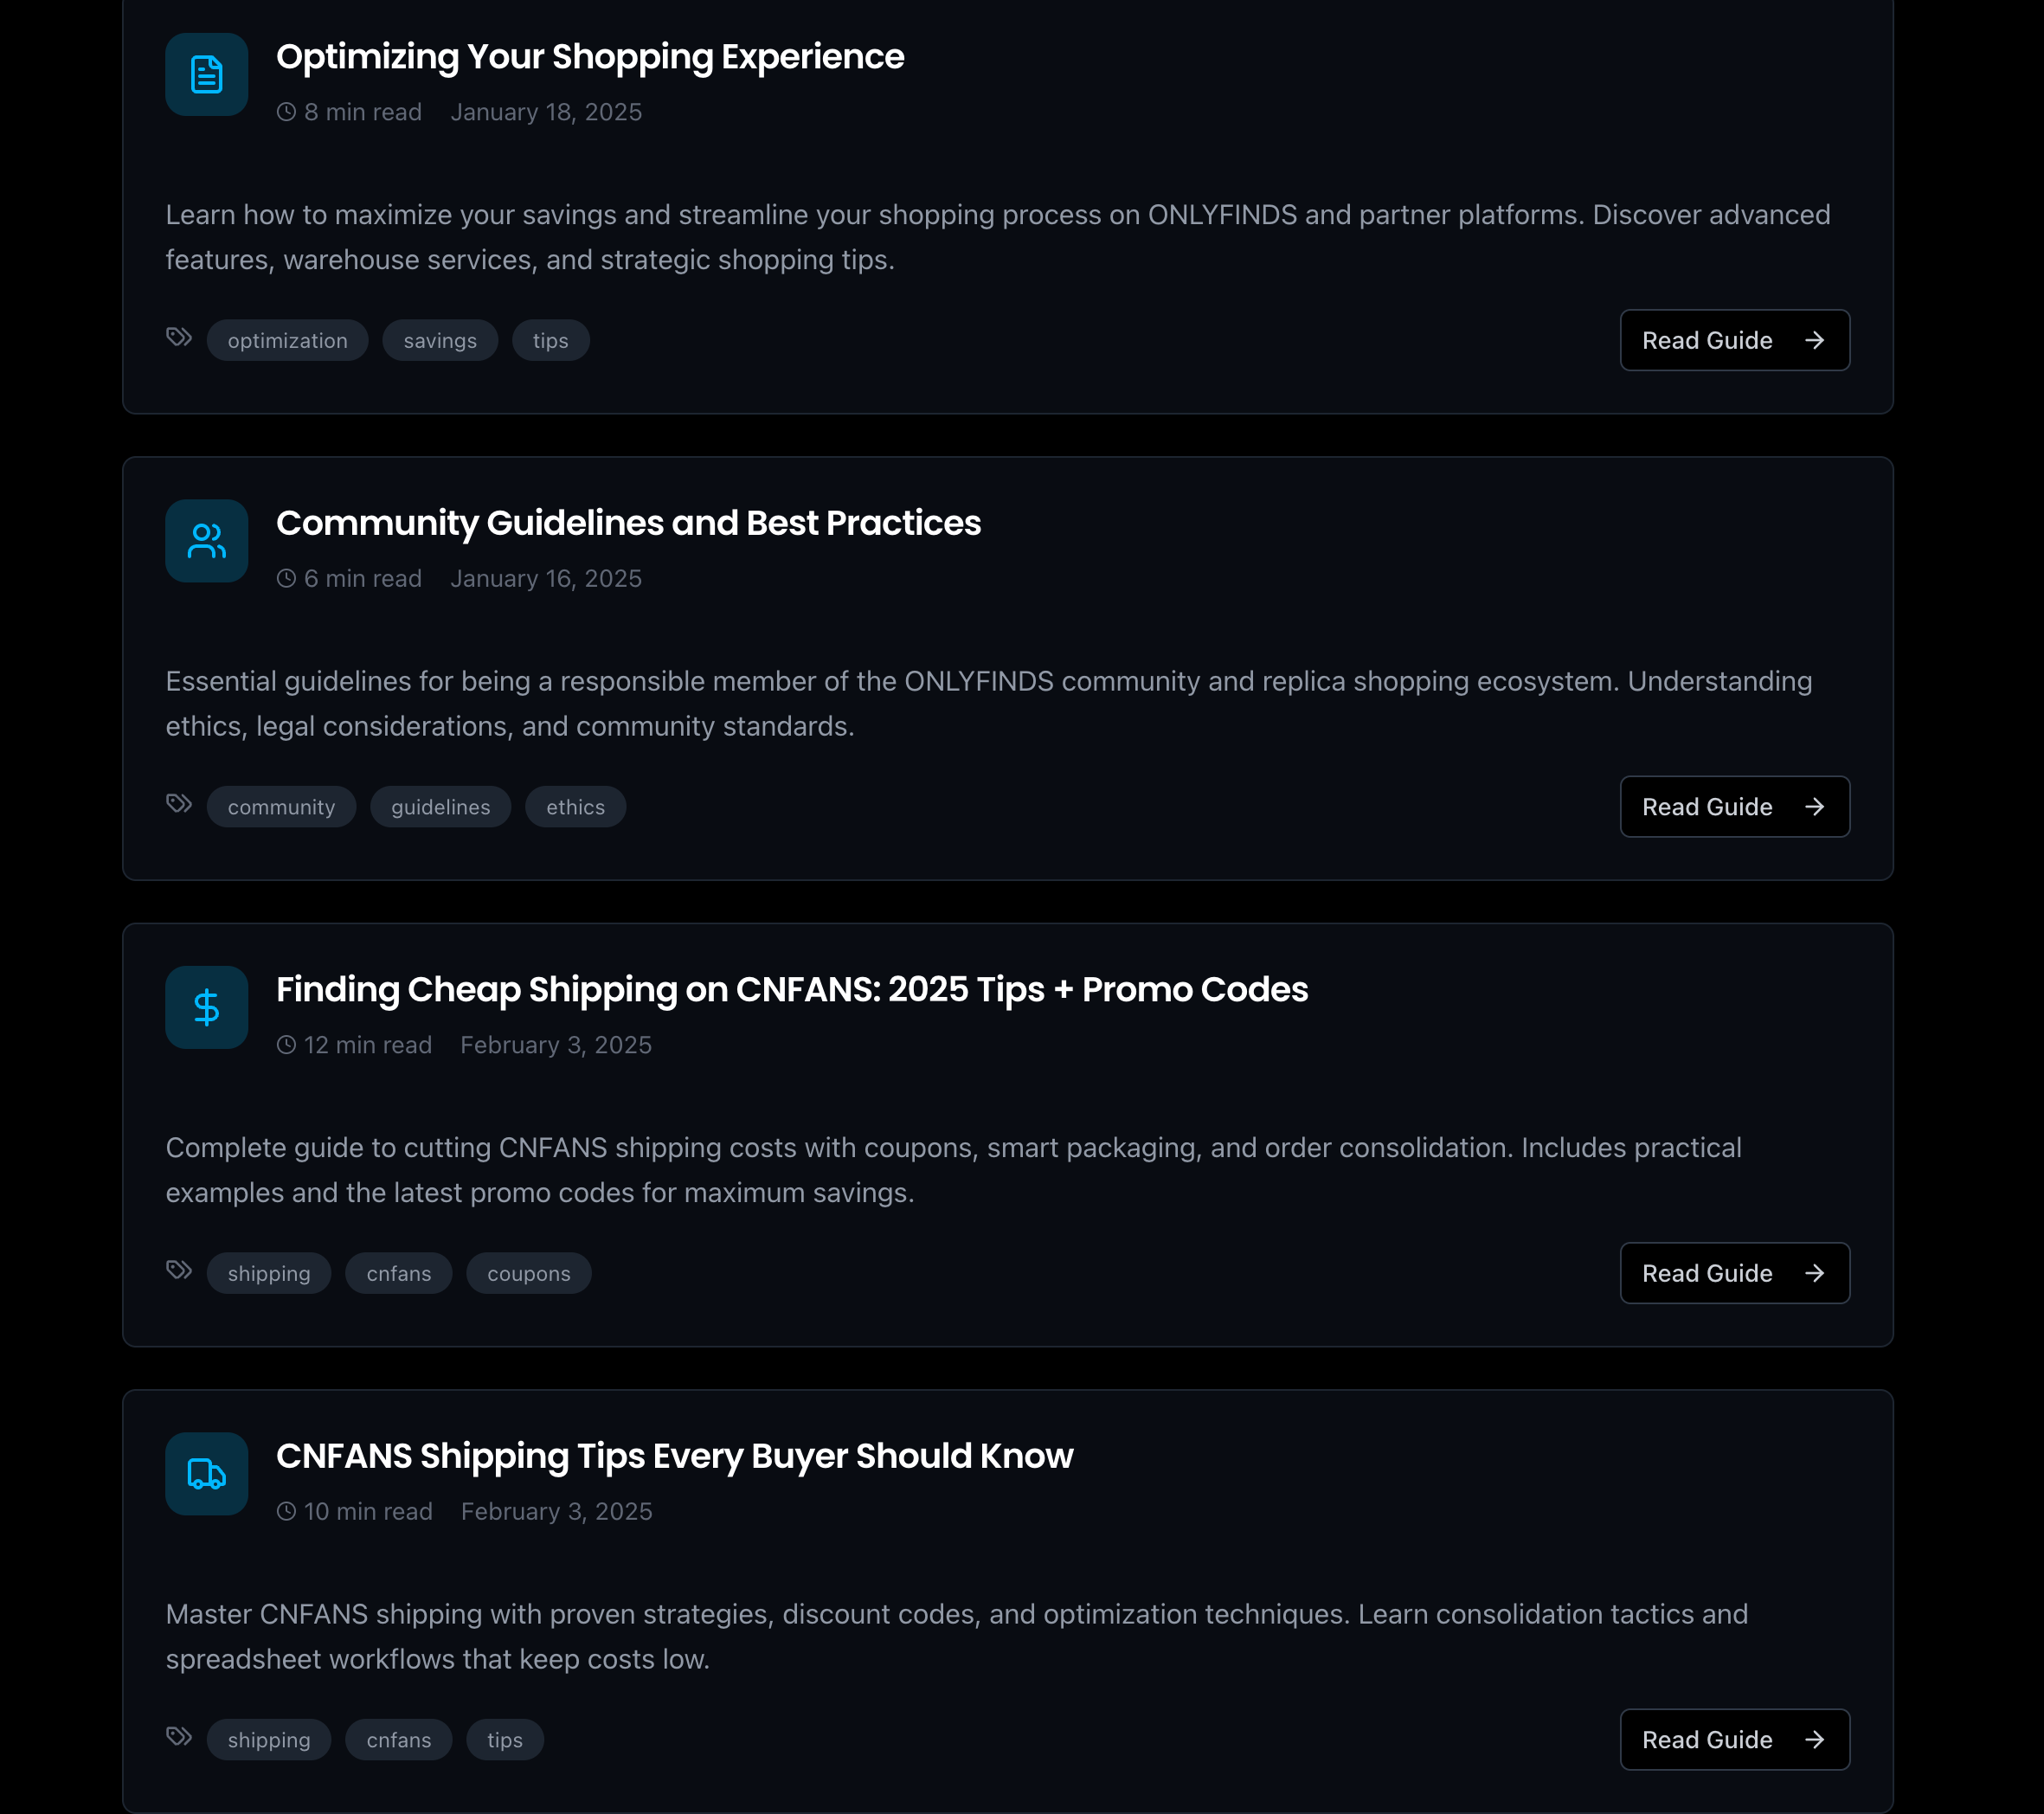 Optimizing Your Shopping Experience
8 min read January 18, 2025
Learn how to maximize your savings and streamline your shopping process on ONLYFINDS and partner platforms. Discover advanced
features, warehouse services, and strategic shopping tips.
optimization savings tips Read Guide
Community Guidelines and Best Practices
6 min read January 16, 2025
Essential guidelines for being a responsible member of the ONLYFINDS community and replica shopping ecosystem. Understanding
ethics, legal considerations, and community standards.
community guidelines ethics Read Guide
Finding Cheap Shipping on CNFANS: 2025 Tips + Promo Codes
12 min read February 3, 2025
Complete guide to cutting CNFANS shipping costs with coupons, smart packaging, and order consolidation. Includes practical
examples and the latest promo codes for maximum savings.
shipping cnfans coupons Read Guide
CNFANS Shipping Tips Every Buyer Should Know
10 min read February 3, 2025
Master CNFANS shipping with proven strategies, discount codes, and optimization techniques. Learn consolidation tactics and
spreadsheet workflows that keep costs low.
shipping cnfans tips Read Guide